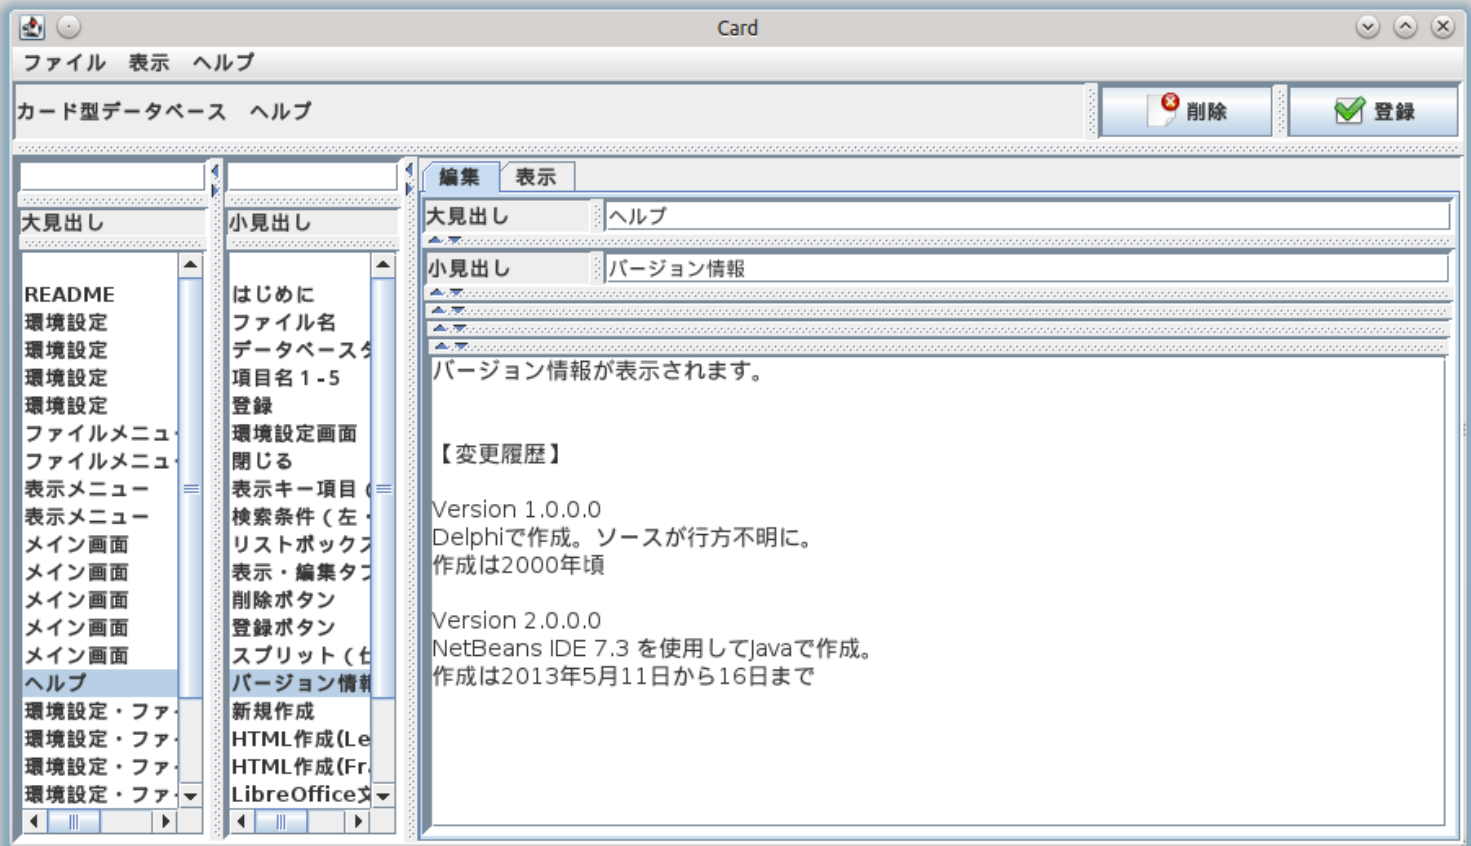 Card
ファイル 表示 ヘルプ
カード型データベース ヘルプ
削除
登録
大見出し
README
環境設定
環境設定
環境設定
環境設定
ファイルメニュ
ファイルメニュ
表示メニュー
表示メニュー
メイン画面
メイン画面
メイン画面
メイン画面
メイン画面
ヘルプ
環境設定・ファ
環境設定・ファ
環境設定・ファ
環境設定・ファ
小見出し
はじめに
ファイル名
データベース
項目名1-5
登録
環境設定画面
閉じる
表示キー項目(
検索条件(左・
リストボックス
表示・編集タブ
削除ボタン
登録ボタン
スプリット(仕
バージョン情報
新規作成
HTML作成(Le
HTML作成(Fr
LibreOffice文
編集 表示
大見出し ヘルプ
小見出し バージョン情報
バージョン情報が表示されます。
【変更履歴】
Version 1.0.0.0
Delphiで作成。ソースが行方不明に。
作成は2000年頃
Version 2.0.0.0
NetBeans IDE 7.3 を使用してJavaで作成。
作成は2013年5月11日から16日まで